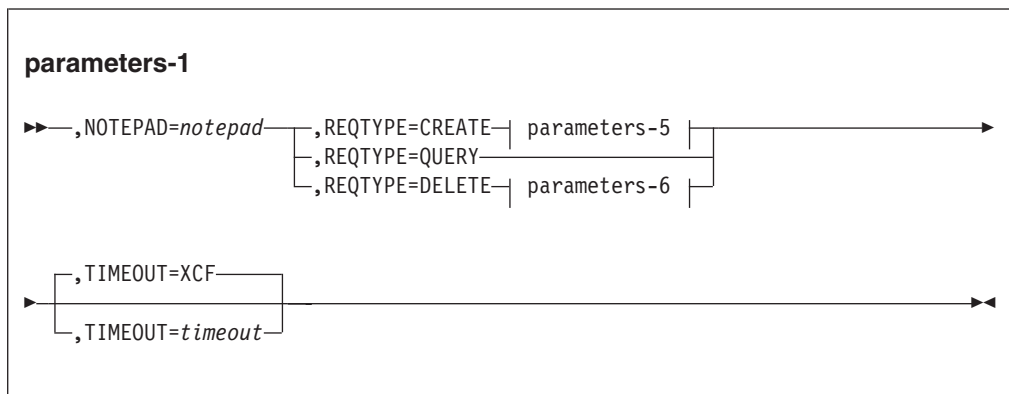 parameters-1
,NOTEPAD=notepad ,REQTYPE=CREATE parameters-5
,REQTYPE=QUERY
,REQTYPE=DELETE parameters-6
,TIMEOUT=XCF
,TIMEOUT=timeout